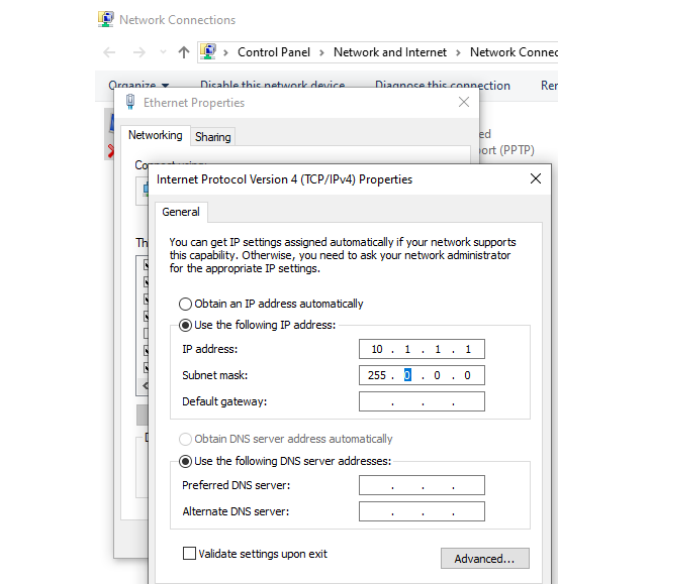 Network Connections
Control Panel > Network and Internet > Network Connec
Organize Disable this network device Diagnose this connection Rer
Ethernet Properties
Networking Sharing
ed
ort (PPTP)
Internet Protocol Version 4 (TCP/IPv4) Properties
General
Th
You can get IP settings assigned automatically if your network supports
this capability. Otherwise, you need to ask your network administrator
for the appropriate IP settings.
Obtain an IP address automatically
Use the following IP address:
IP address: 10 . 1 . 1 . 1
Subnet mask: 255 . 0 . 0 . 0
Default gateway: . . .
Obtain DNS server address automatically
Use the following DNS server addresses:
Preferred DNS server: . . .
Alternate DNS server: . . .
Validate settings upon exit
Advanced...